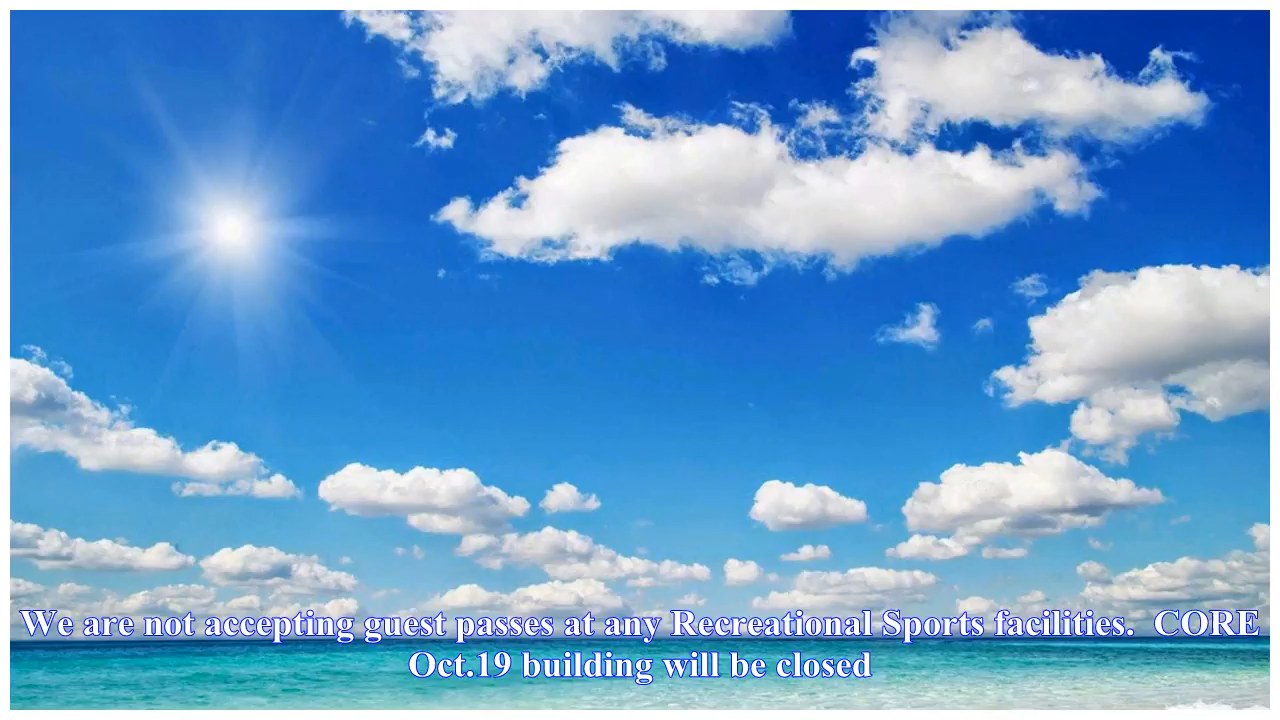 We are not accepting guest passes at any Recreational Sports facilities.  CORE
Oct.19 building will be closed